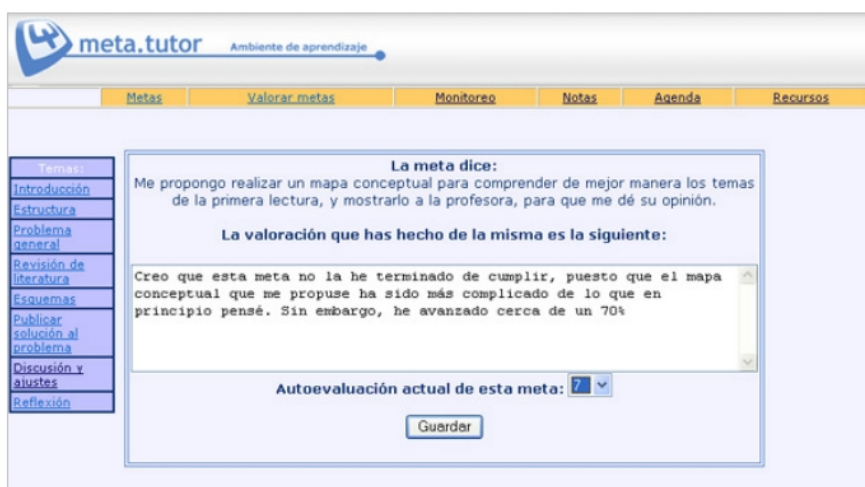 meta.tutor Ambiente de aprendizaje
Metas Valorar metas Monitoreo Notas Agenda Recursos
Temas:
Introducción
Estructura
Problema
general
Revisión de
literatura
Esquemas
Publicar
solución al
problema
Discusión y
ajustes
Reflexión
La meta dice:
Me propongo realizar un mapa conceptual para comprender de mejor manera los temas
de la primera lectura, y mostrarlo a la profesora, para que me dé su opinión.
La valoración que has hecho de la misma es la siguiente:
Creo que esta meta no la he terminado de cumplir, puesto que el mapa
conceptual que me propuse ha sido más complicado de lo que en
principio pensé. Sin embargo, he avanzado cerca de un 70%
Autoevaluación actual de esta meta: 7
Guardar